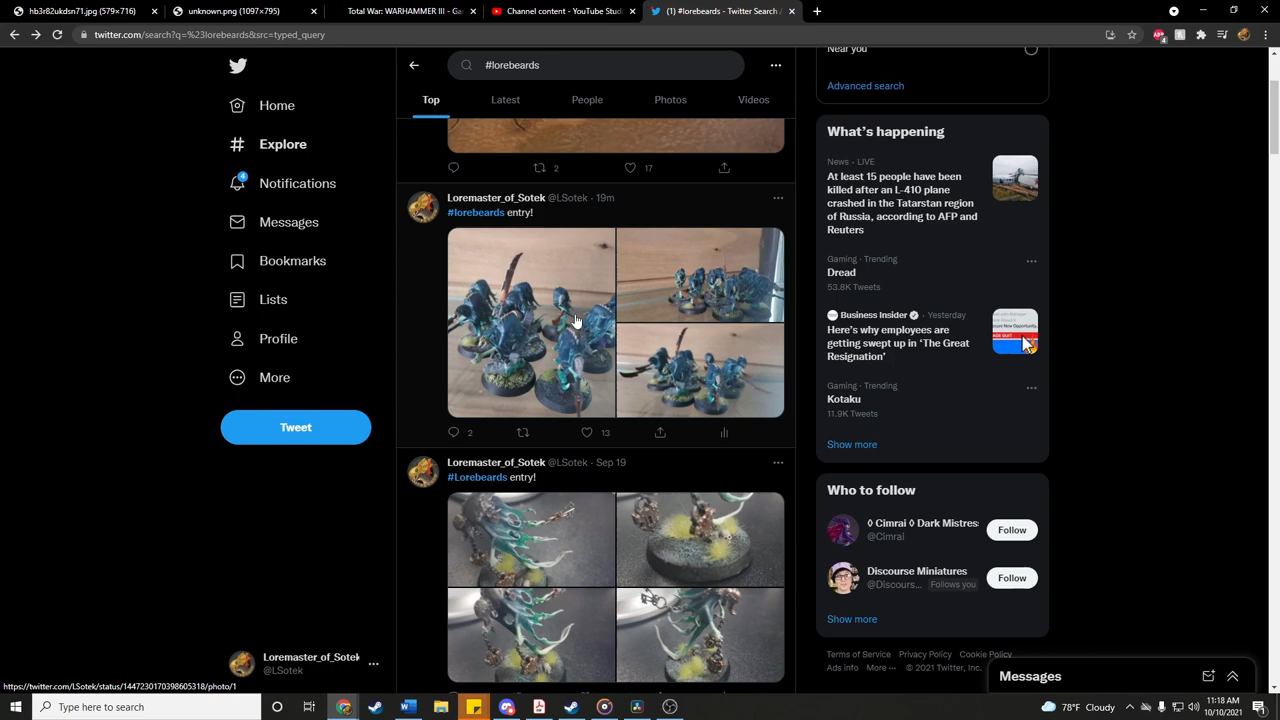 hb3r82ukdsn71.jpg (579×716)
unknown.png (1097×795)
Total War: WARHAMMER III - Ga
Channel content - YouTube Stud
(1) #lorebeards - Twitter Search /
twitter.com/search?q=%23lorebeards&src=typed_query
Home
Explore
4
Notifications
Messages
Bookmarks
Lists
Profile
More
Tweet
Loremaster_of_Sotek
@LSotek
#lorebeards
Top
Latest
People
Photos
Videos
2
17
Loremaster_of_Sotek @LSotek · 19m
#lorebeards entry!
2
13
Loremaster_of_Sotek @LSotek · Sep 19
#Lorebeards entry!
Near you
Advanced search
What's happening
News · LIVE
At least 15 people have been
killed after an L-410 plane
crashed in the Tatarstan region
of Russia, according to AFP and
Reuters
Gaming · Trending
Dread
53.8K Tweets
Business Insider · Yesterday
Here's why employees are
getting swept up in 'The Great
Resignation'
Gaming · Trending
Kotaku
11.9K Tweets
Show more
Who to follow
◊ Cimrai ◊ Dark Mistres
@Cimrai
Follow
Discourse Miniatures
@Discours... Follows you
Follow
Show more
Terms of Service Privacy Policy Cookie Policy
Ads info More ··· © 2021 Twitter, Inc.
Messages
https://twitter.com/LSotek/status/1447230170398605318/photo/1
Type here to search
78°F Cloudy
11:18 AM
10/10/2021